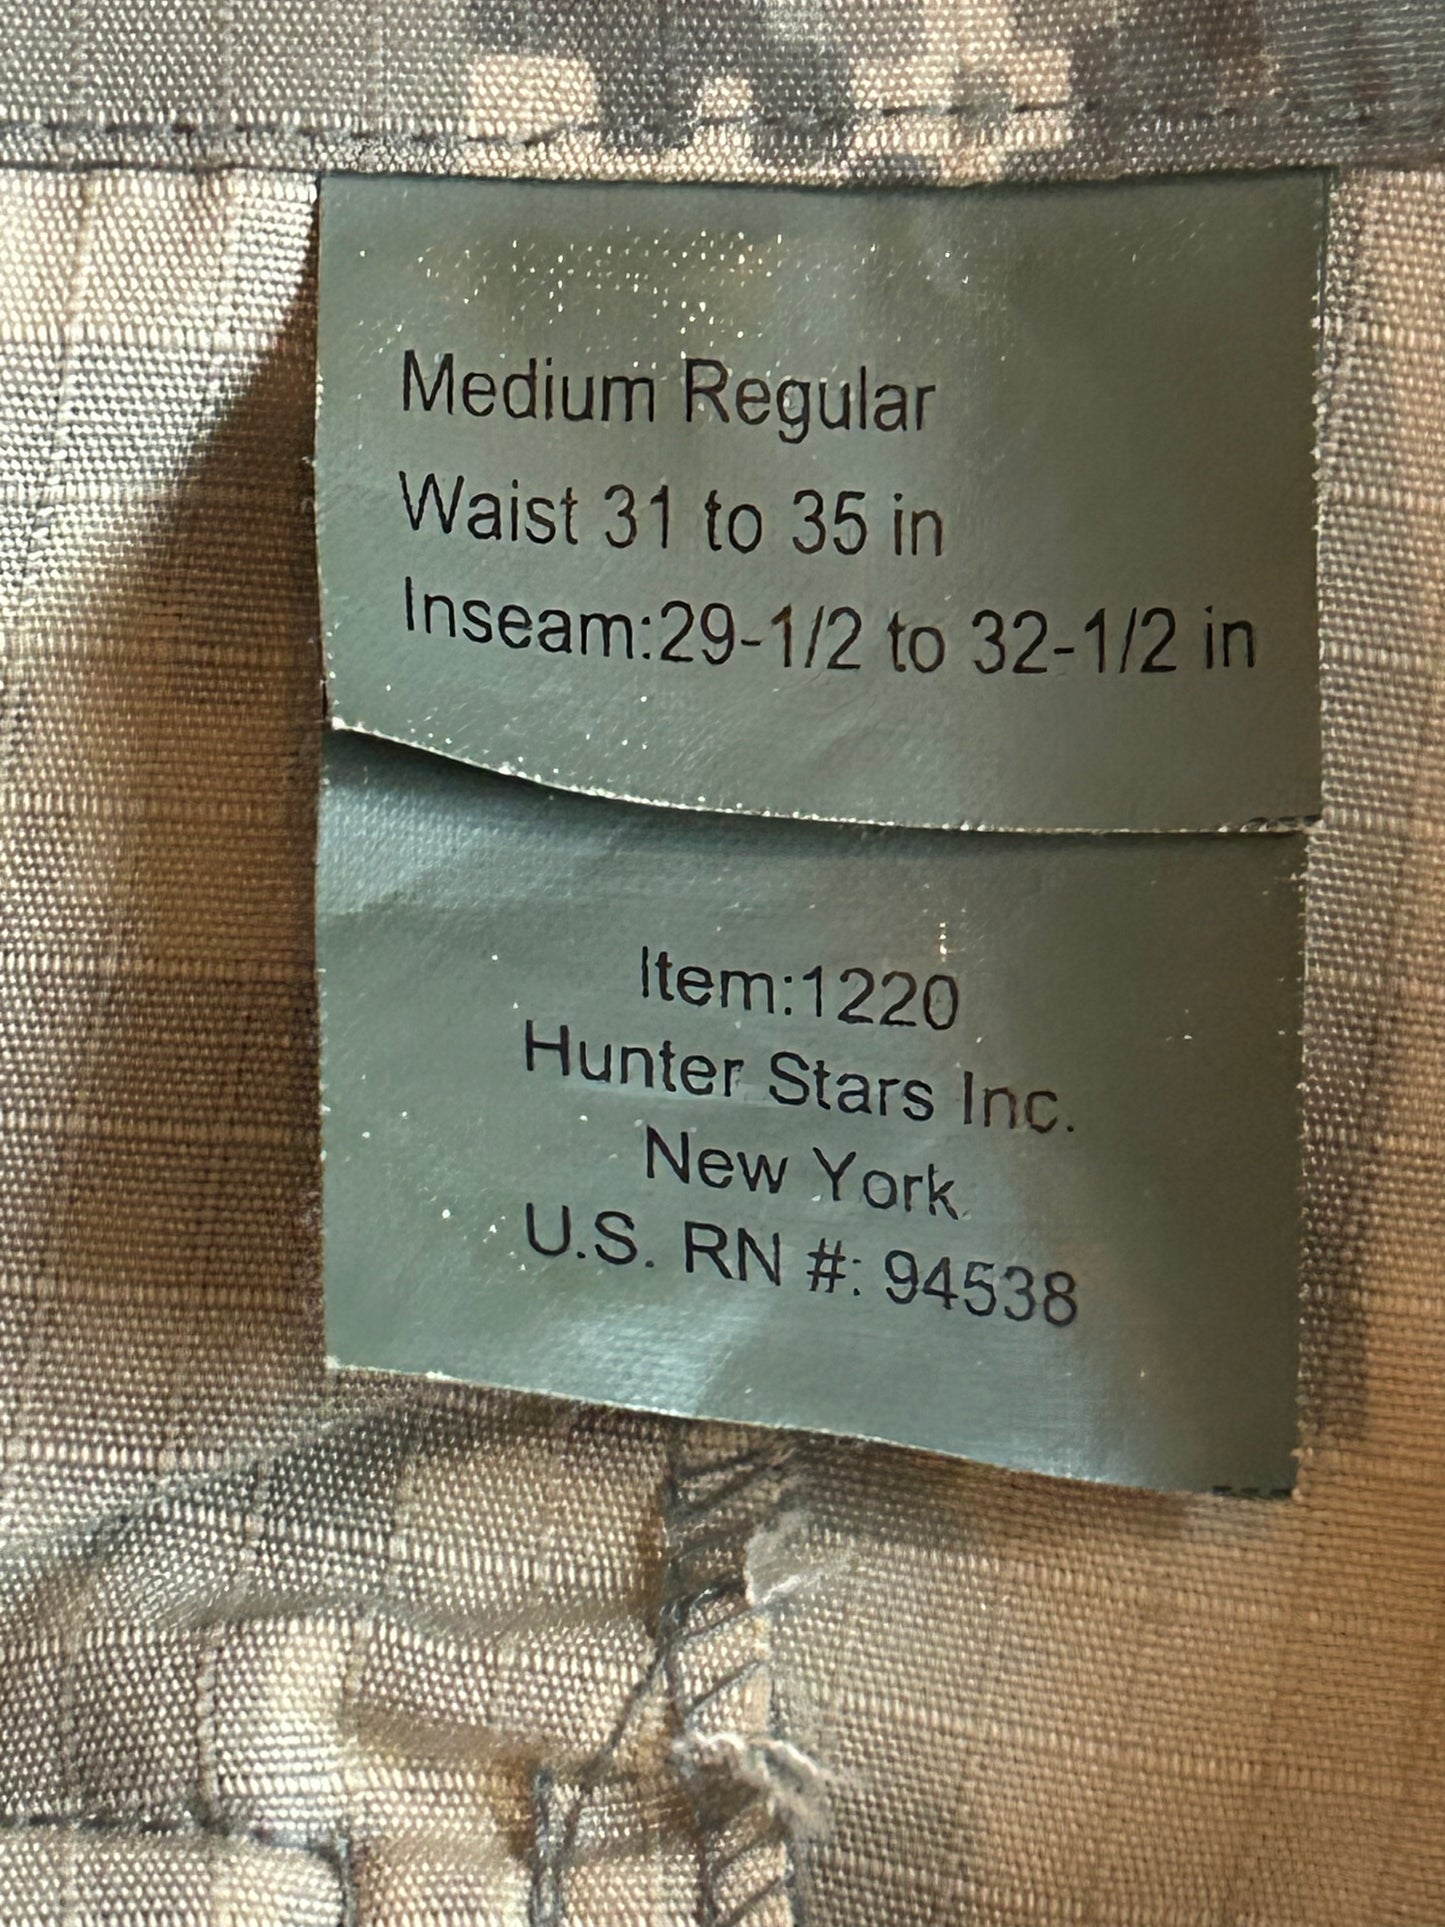 Medium Regular
Waist 31 to 35 in
Inseam:29-1/2 to 32-1/2 in
Item:1220
Hunter Stars Inc.
New York
U.S. RN #: 94538